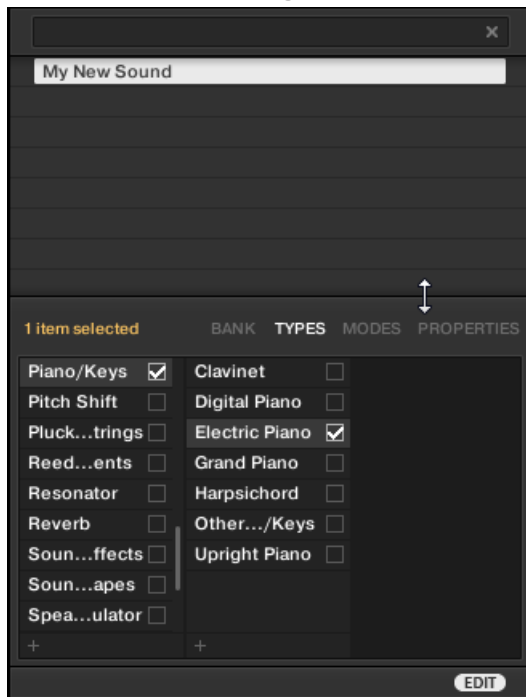 My New Sound
1 item selected BANK TYPES MODES PROPERTIES
Piano/Keys Clavinet
Pitch Shift Digital Piano
Pluck...trings Electric Piano
Reed...ents Grand Piano
Resonator Harpsichord
Reverb Other.../Keys
Soun...ffects Upright Piano
Soun...apes
Spea...ulator
+ +
EDIT